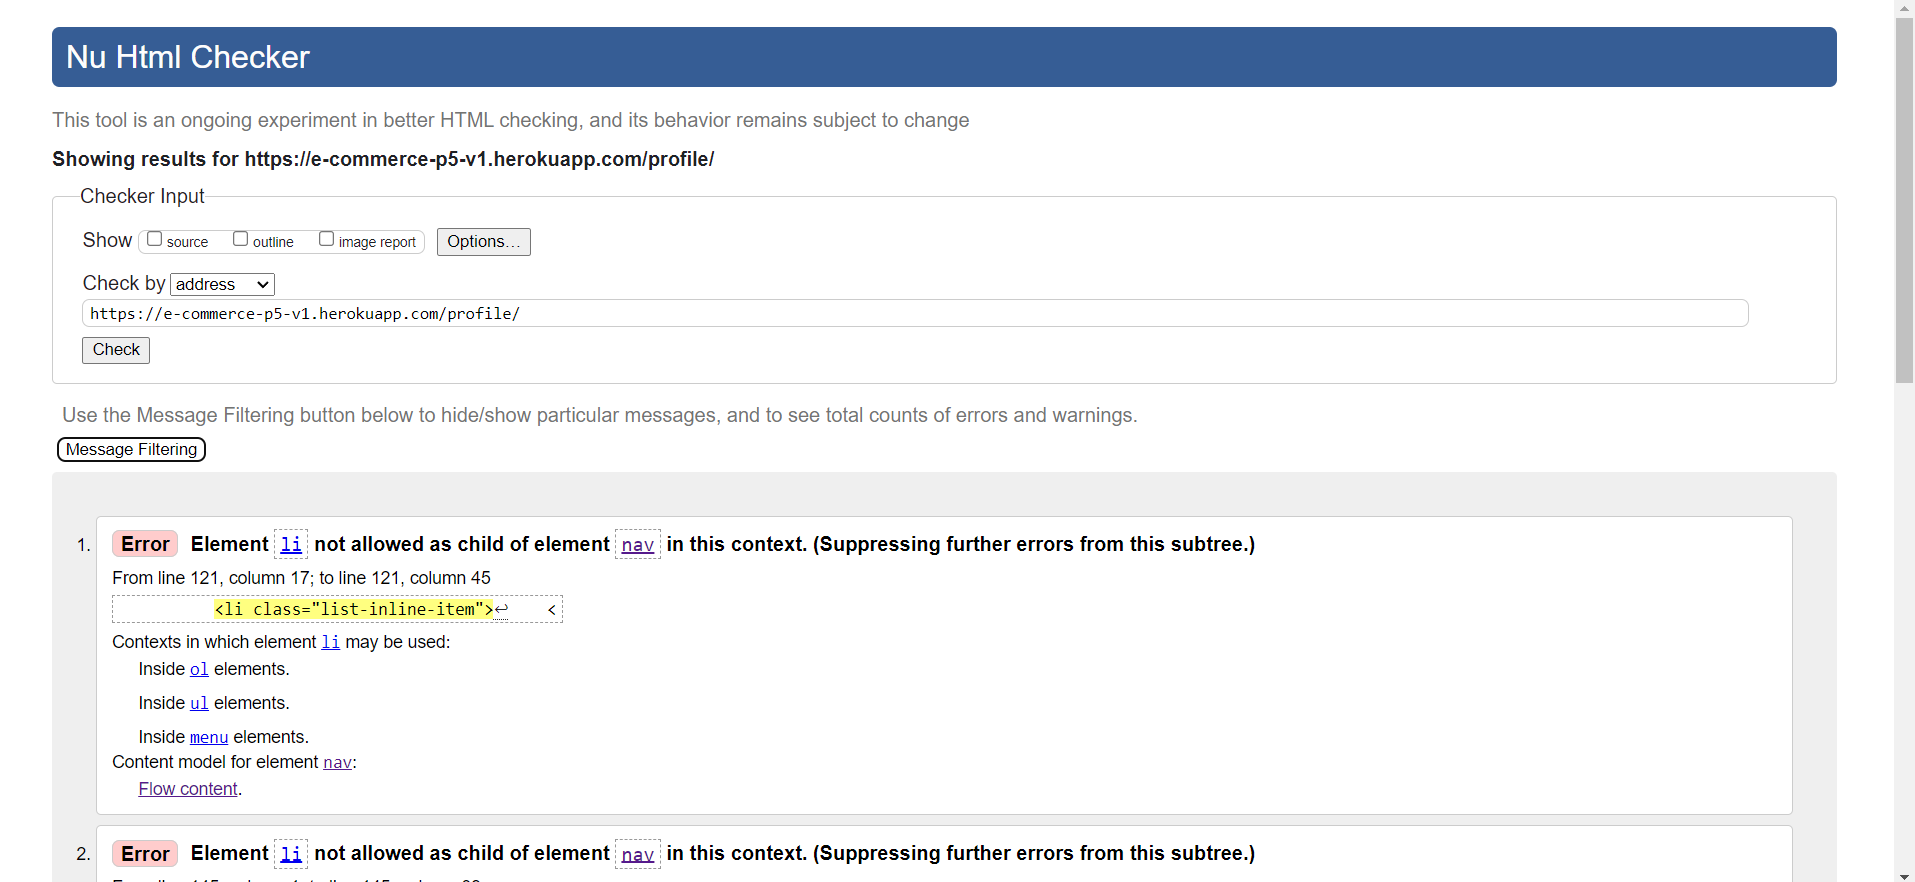 Nu Html Checker
This tool is an ongoing experiment in better HTML checking, and its behavior remains subject to change
Showing results for https://e-commerce-p5-v1.herokuapp.com/profile/
Checker Input
Show source outline image report Options...
Check by address
https://e-commerce-p5-v1.herokuapp.com/profile/
Check
Use the Message Filtering button below to hide/show particular messages, and to see total counts of errors and warnings.
Message Filtering
1. Error Element li not allowed as child of element nav in this context. (Suppressing further errors from this subtree.)
From line 121, column 17; to line 121, column 45
<li class="list-inline-item">↩ <
Contexts in which element li may be used:
Inside ol elements.
Inside ul elements.
Inside menu elements.
Content model for element nav:
Flow content.
2. Error Element li not allowed as child of element nav in this context. (Suppressing further errors from this subtree.)